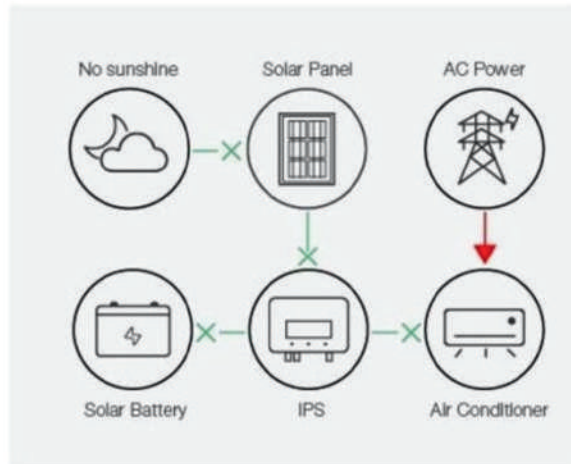 No sunshine
Solar Panel
AC Power
Solar Battery
IPS
Air Conditioner